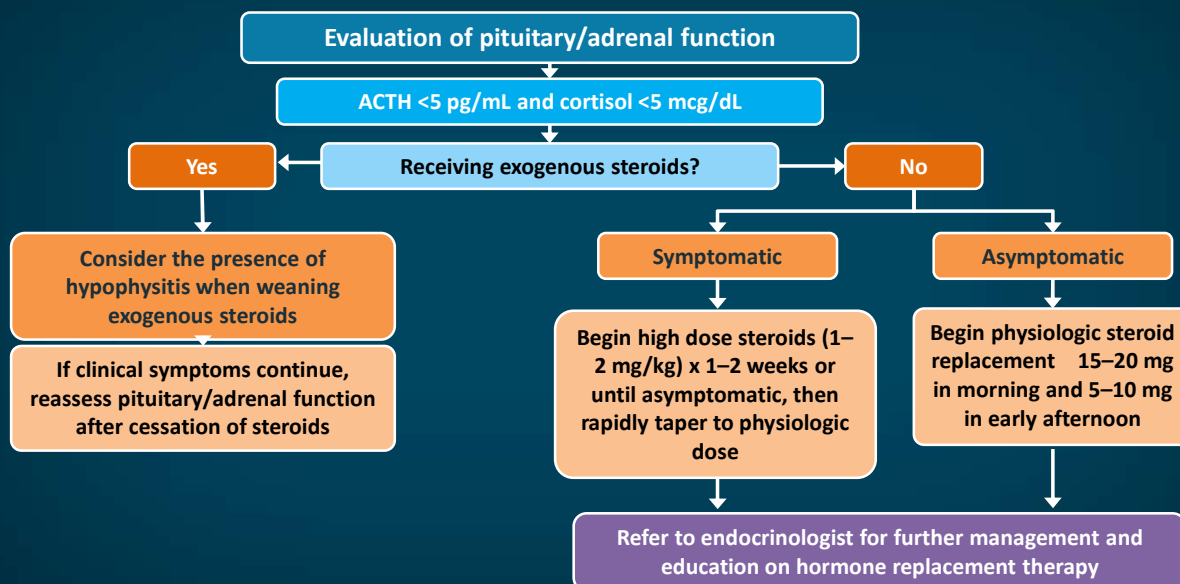 Evaluation of pituitary/adrenal function
ACTH <5 pg/mL and cortisol <5 mcg/dL
Yes
Receiving exogenous steroids?
No
Consider the presence of
hypophysitis when weaning
exogenous steroids
If clinical symptoms continue,
reassess pituitary/adrenal function
after cessation of steroids
Symptomatic
Asymptomatic
Begin high dose steroids (1–
2 mg/kg) x 1–2 weeks or
until asymptomatic, then
rapidly taper to physiologic
dose
Begin physiologic steroid
replacement 15–20 mg
in morning and 5–10 mg
in early afternoon
Refer to endocrinologist for further management and
education on hormone replacement therapy